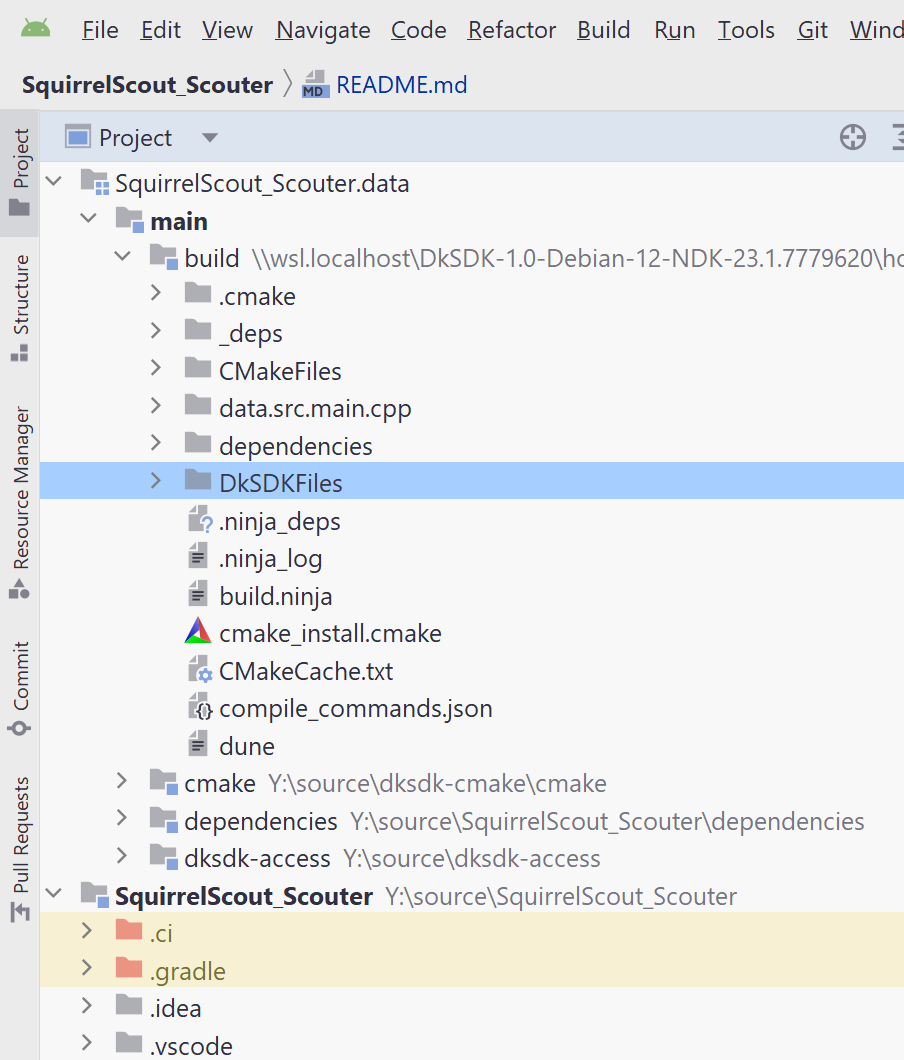 File Edit View Navigate Code Refactor Build Run Tools Git Wind
SquirrelScout_Scouter README.md
MD
Project
Project
Structure
Resource Manager
Commit
Pull Requests
SquirrelScout_Scouter.data
main
build \\wsl.localhost\DkSDK-1.0-Debian-12-NDK-23.1.7779620\ho
.cmake
_deps
CMakeFiles
data.src.main.cpp
dependencies
DkSDKFiles
.ninja_deps
.ninja_log
build.ninja
cmake_install.cmake
CMakeCache.txt
compile_commands.json
dune
cmake Y:\source\dksdk-cmake\cmake
dependencies Y:\source\SquirrelScout_Scouter\dependencies
dksdk-access Y:\source\dksdk-access
SquirrelScout_Scouter Y:\source\SquirrelScout_Scouter
.ci
.gradle
.idea
.vscode